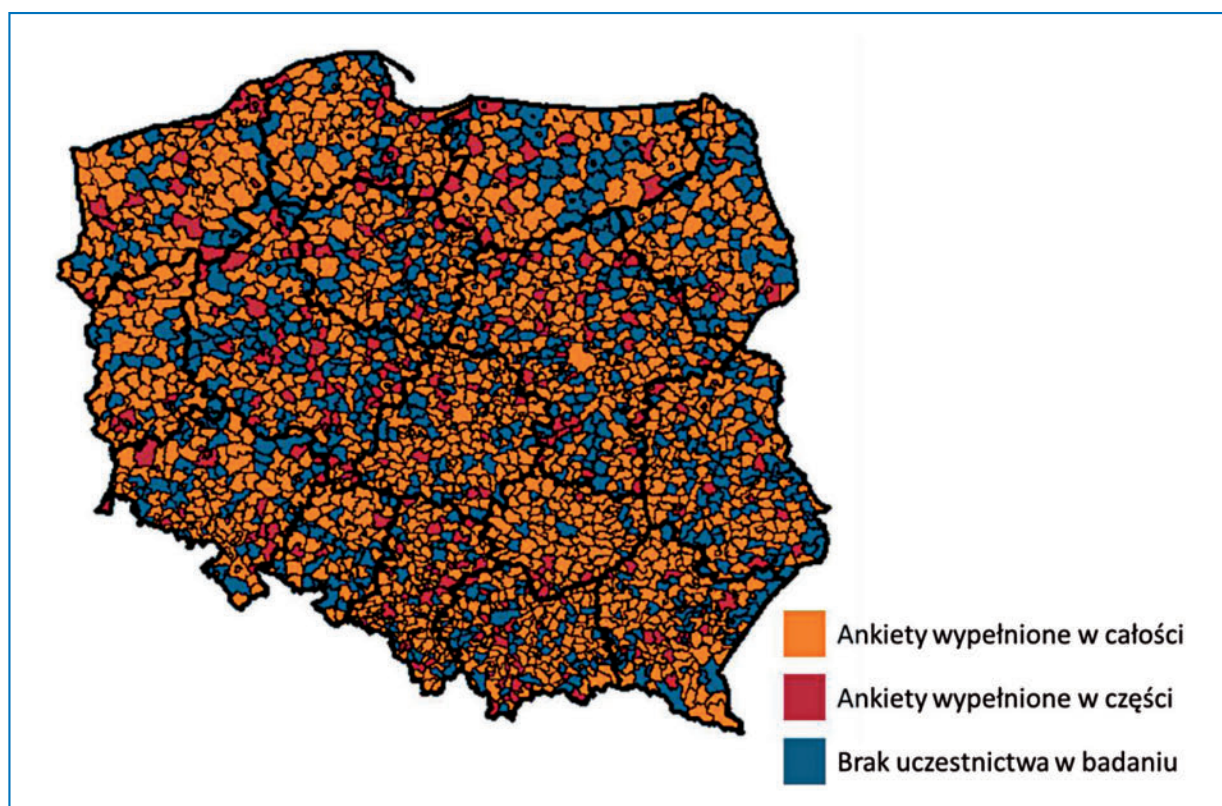 Ankiety wypełnione w całości
Ankiety wypełnione w części
Brak uczestnictwa w badaniu